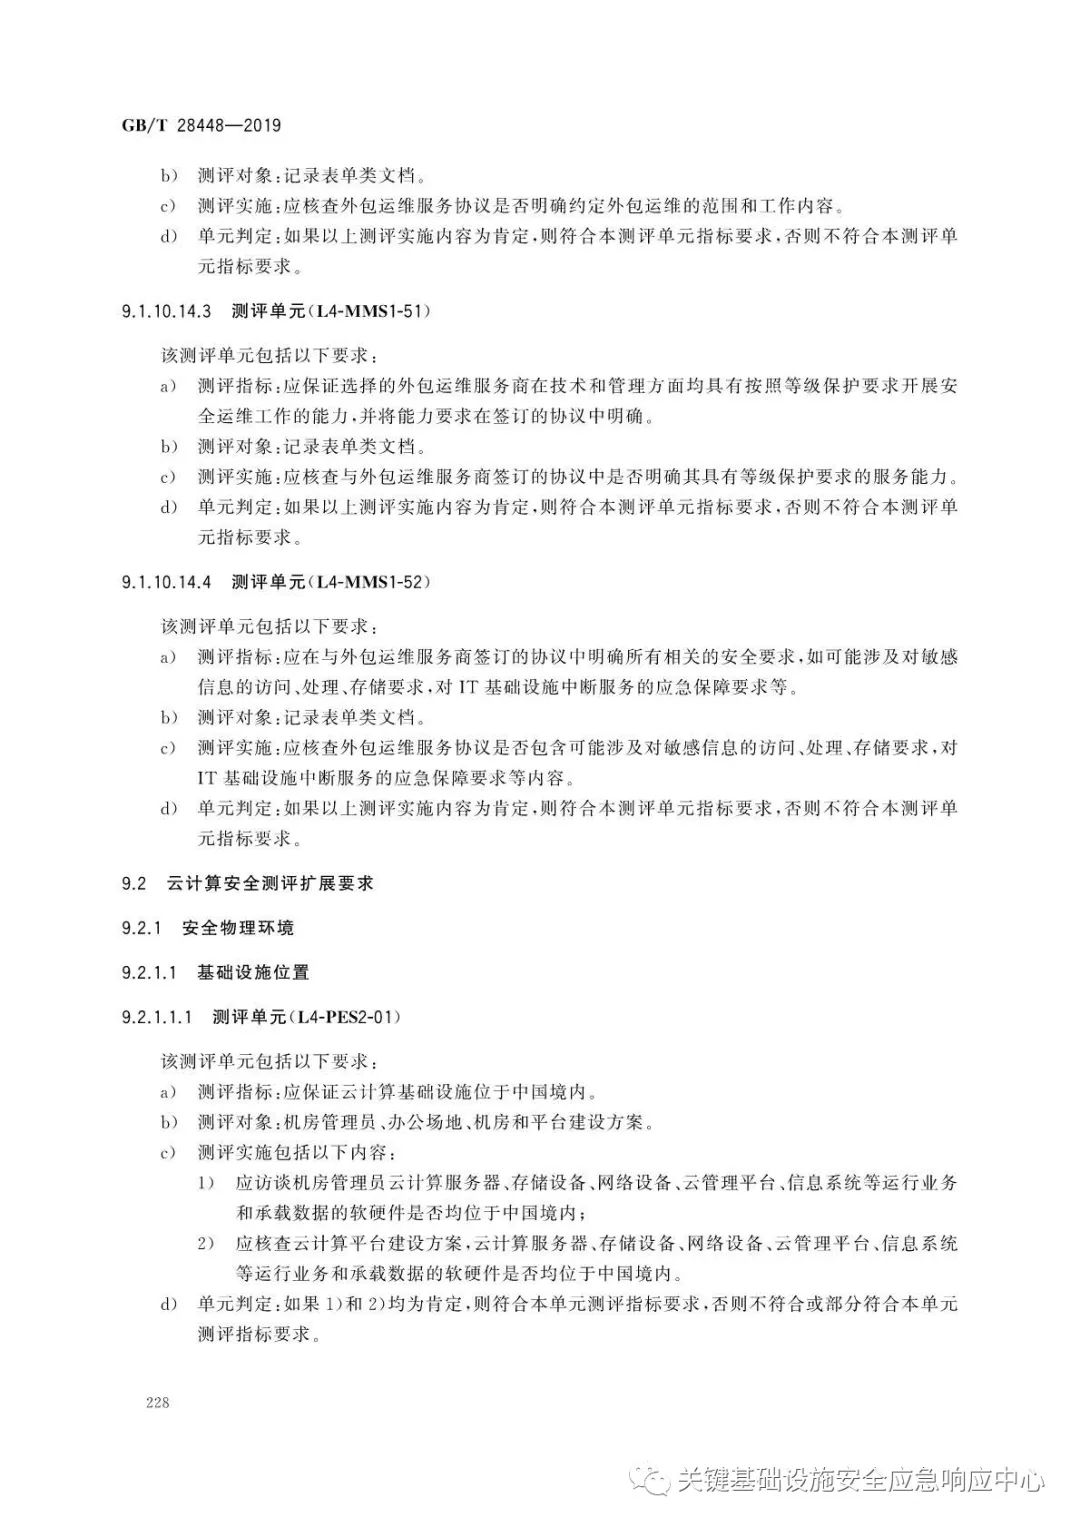 GB/T 28448—2019
b) 测评对象:记录表单类文档。
c) 测评实施:应核查外包运维服务协议是否明确约定外包运维的范围和工作内容。
d) 单元判定:如果以上测评实施内容为肯定,则符合本测评单元指标要求,否则不符合本测评单
元指标要求。
9.1.10.14.3 测评单元(L4-MMS1-51)
该测评单元包括以下要求:
a) 测评指标:应保证选择的外包运维服务商在技术和管理方面均具有按照等级保护要求开展安
全运维工作的能力,并将能力要求在签订的协议中明确。
b) 测评对象:记录表单类文档。
c) 测评实施:应核查与外包运维服务商签订的协议中是否明确其具有等级保护要求的服务能力。
d) 单元判定:如果以上测评实施内容为肯定,则符合本测评单元指标要求,否则不符合本测评单
元指标要求。
9.1.10.14.4 测评单元(L4-MMS1-52)
该测评单元包括以下要求:
a) 测评指标:应在与外包运维服务商签订的协议中明确所有相关的安全要求,如可能涉及对敏感
信息的访问、处理、存储要求,对 IT 基础设施中断服务的应急保障要求等。
b) 测评对象:记录表单类文档。
c) 测评实施:应核查外包运维服务协议是否包含可能涉及对敏感信息的访问、处理、存储要求,对
IT 基础设施中断服务的应急保障要求等内容。
d) 单元判定:如果以上测评实施内容为肯定,则符合本测评单元指标要求,否则不符合本测评单
元指标要求。
9.2 云计算安全测评扩展要求
9.2.1 安全物理环境
9.2.1.1 基础设施位置
9.2.1.1.1 测评单元(L4-PES2-01)
该测评单元包括以下要求:
a) 测评指标:应保证云计算基础设施位于中国境内。
b) 测评对象:机房管理员、办公场地、机房和平台建设方案。
c) 测评实施包括以下内容:
1) 应访谈机房管理员云计算服务器、存储设备、网络设备、云管理平台、信息系统等运行业务
和承载数据的软硬件是否均位于中国境内;
2) 应核查云计算平台建设方案,云计算服务器、存储设备、网络设备、云管理平台、信息系统
等运行业务和承载数据的软硬件是否均位于中国境内。
d) 单元判定:如果 1)和 2)均为肯定,则符合本单元测评指标要求,否则不符合或部分符合本单元
测评指标要求。
228
关键基础设施安全应急响应中心